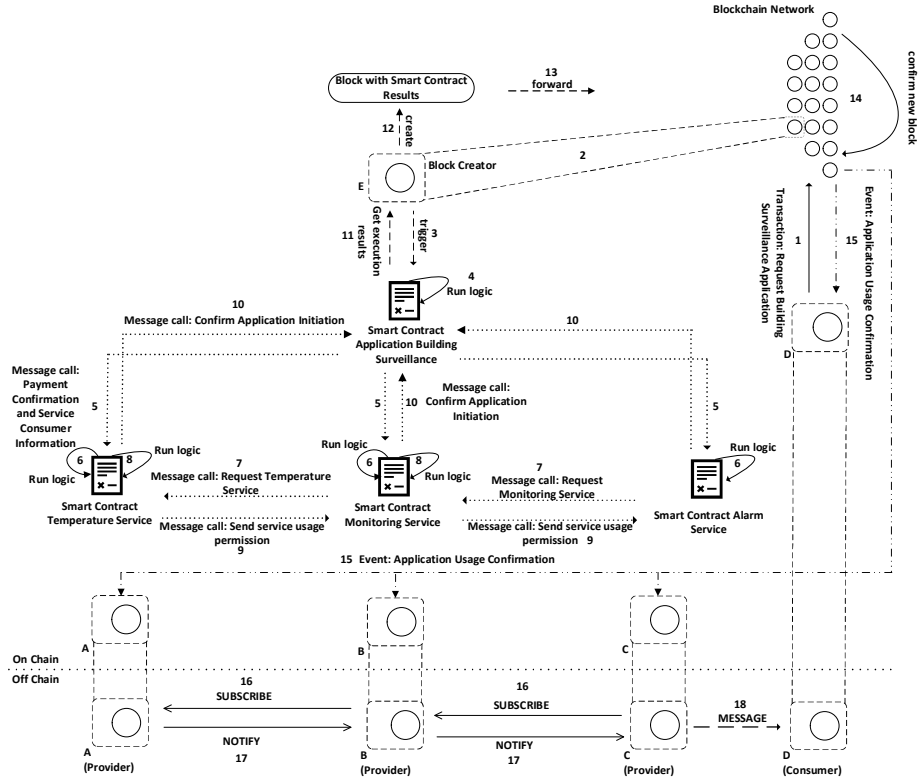 Blockchain Network
confirm new block
14
13
forward
Block with Smart Contract
Results
12
create
Block Creator
E
2
11
Get execution
results
trigger
3
Transaction: Request Building
Surveillance Application
1
15
Event: Application Usage Confirmation
4
Run logic
10
Message call: Confirm Application Initiation
Smart Contract
Application Building
Surveillance
10
D
Message call:
Payment
Confirmation
and Service
Consumer
Information
5
5
10
Message call:
Confirm Application
Initiation
5
6
8
Run logic
Run logic
Smart Contract
Temperature Service
7
Message call: Request Temperature
Service
Message call: Send service usage
permission
9
Run logic
6
8
Run logic
Smart Contract
Monitoring Service
7
Message call: Request
Monitoring Service
Message call: Send service usage
permission 9
Run logic
6
Smart Contract Alarm
Service
15 Event: Application Usage Confirmation
A
B
C
On Chain
Off Chain
16
SUBSCRIBE
NOTIFY
17
16
SUBSCRIBE
NOTIFY
17
18
MESSAGE
A
(Provider)
B
(Provider)
C
(Provider)
D
(Consumer)